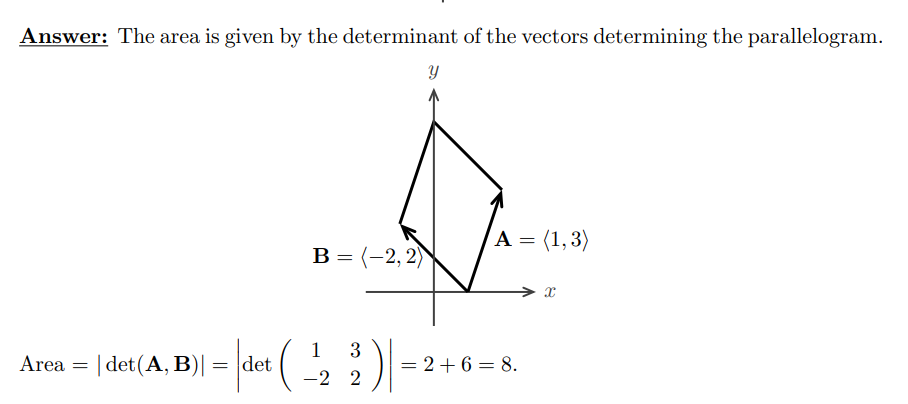 Answer: The area is given by the determinant of the vectors determining the parallelogram.
y
A = ⟨1, 3⟩
B = ⟨−2, 2⟩
x
Area = | det(A, B)| = |det ( 1 3 −2 2 )| = 2 + 6 = 8.